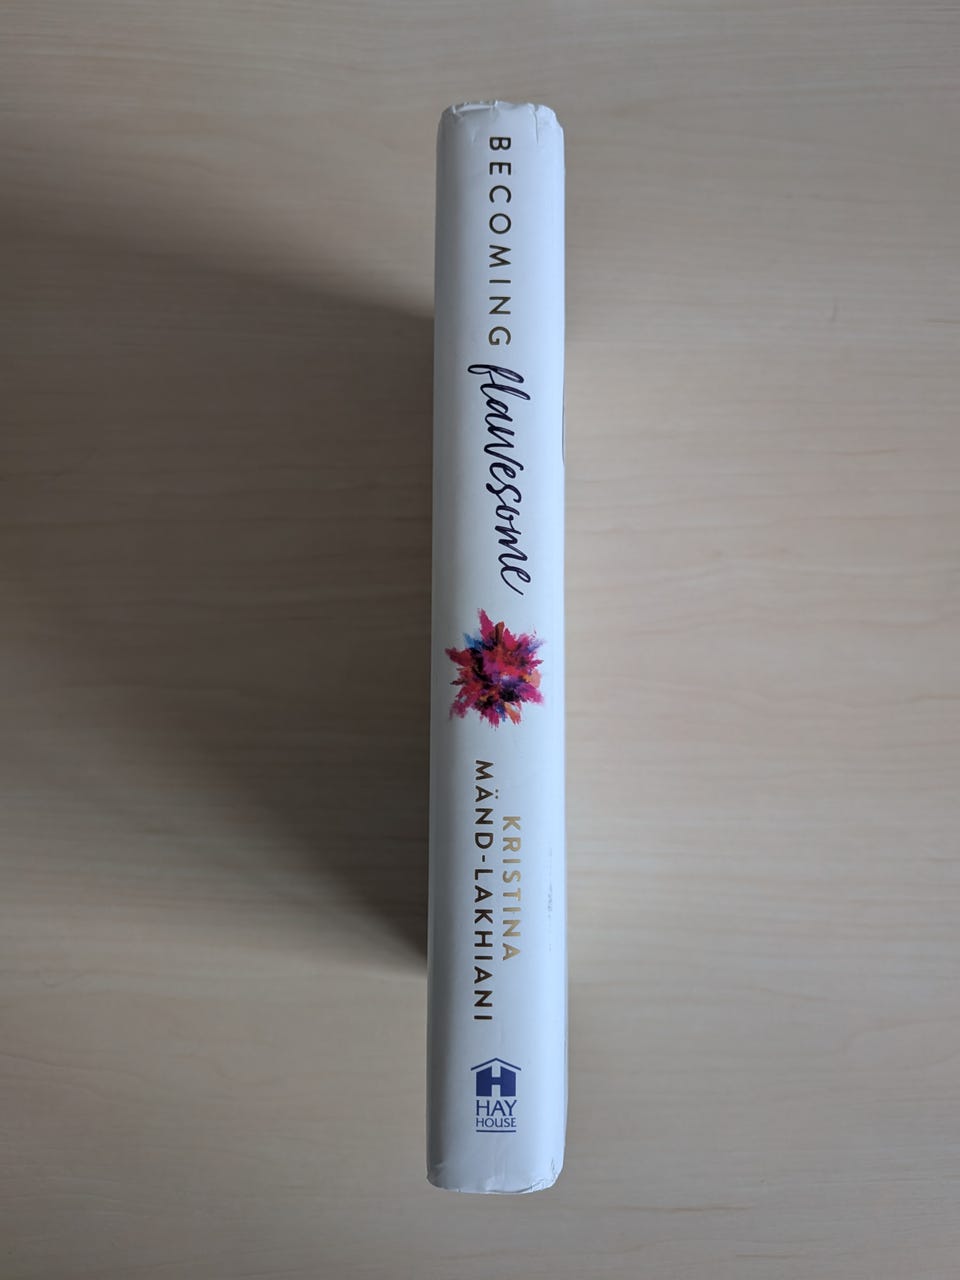 BECOMING flawesome
KRISTINA
MÄND-LAKHIANI
HAY
HOUSE